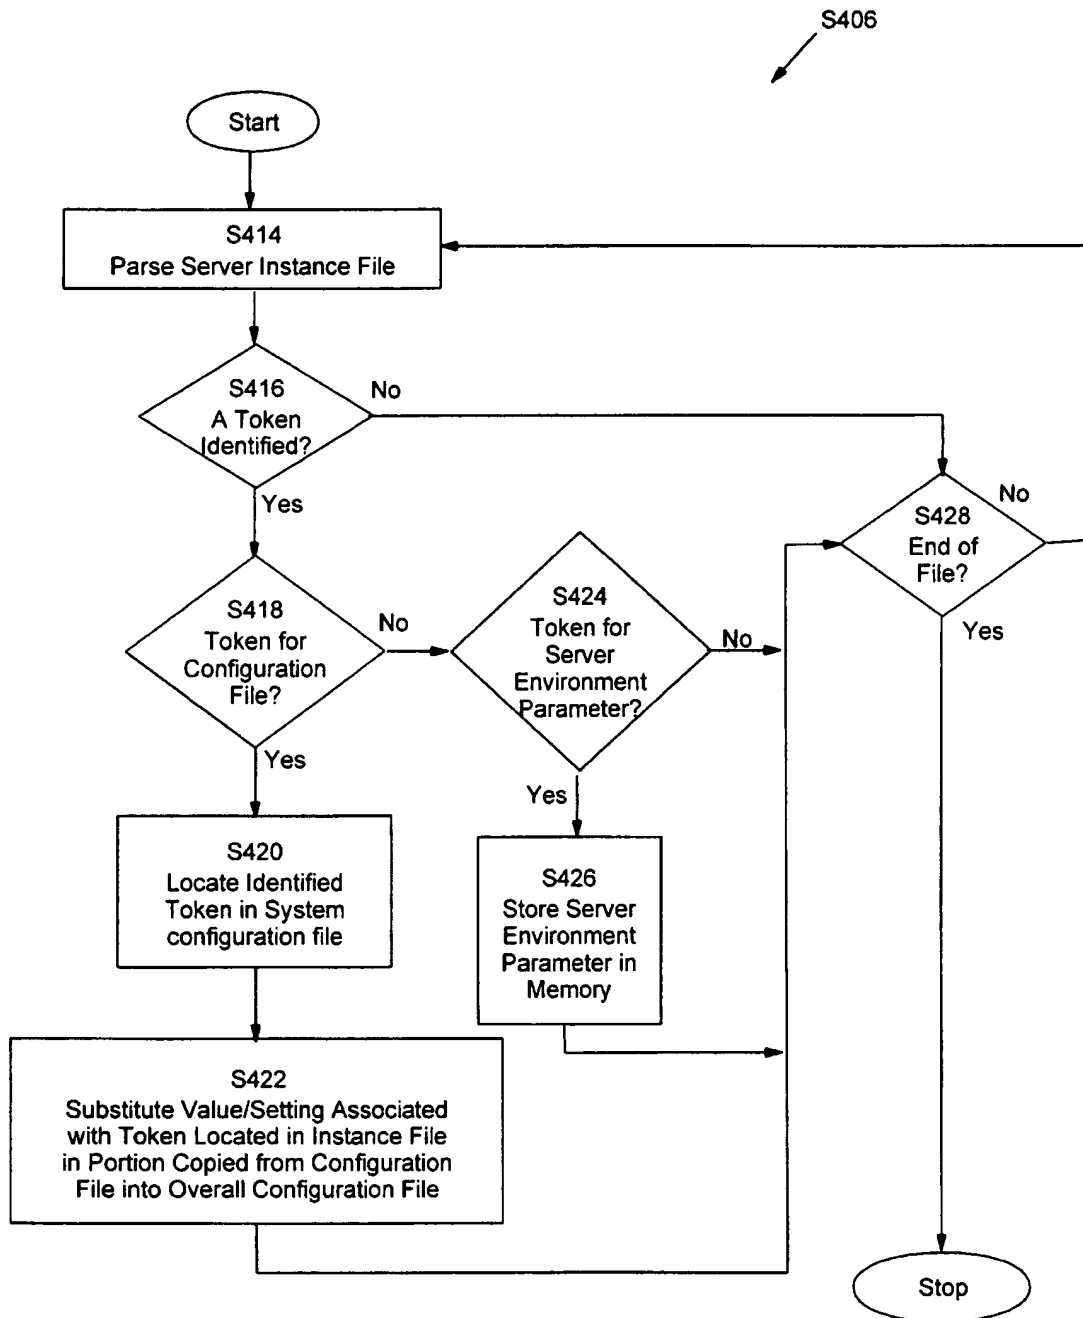 S406
Start
S414
Parse Server Instance File
S416
A Token
Identified?
No
Yes
S418
Token for
Configuration
File?
No
Yes
S424
Token for
Server
Environment
Parameter?
No
Yes
S428
End of
File?
No
Yes
S420
Locate Identified
Token in System
configuration file
S426
Store Server
Environment
Parameter in
Memory
S422
Substitute Value/Setting Associated
with Token Located in Instance File
in Portion Copied from Configuration
File into Overall Configuration File
Stop